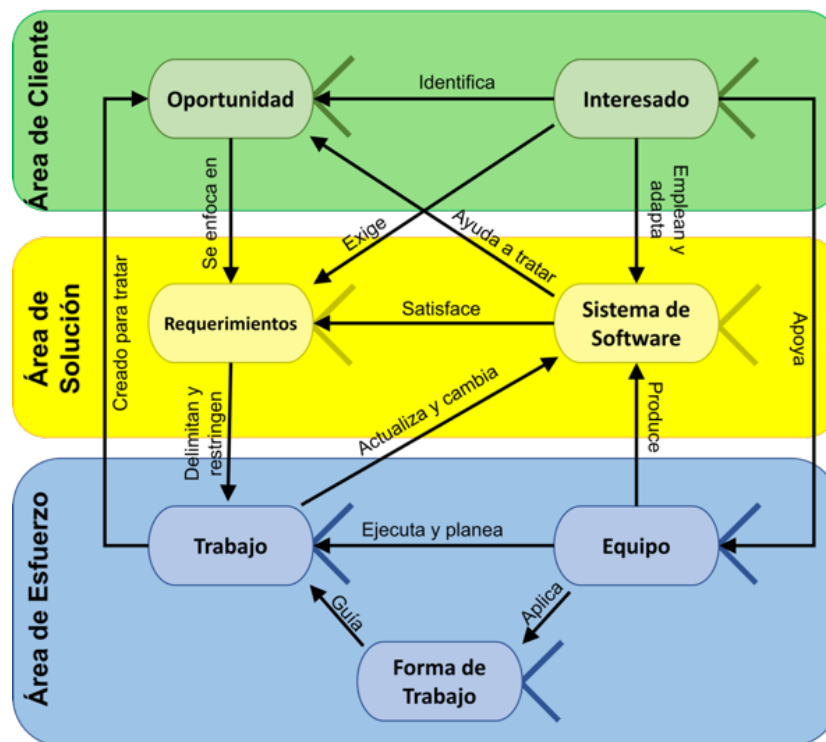 Área de Cliente
Oportunidad
Identifica
Interesado
Se enfoca en
Exige
Ayuda a tratar
Emplean y
adapta
Creado para tratar
Apoya
Área de
Solución
Requerimientos
Satisface
Sistema de
Software
Delimitan y
restringen
Actualiza y cambia
Produce
Área de Esfuerzo
Trabajo
Ejecuta y planea
Equipo
Guía
Aplica
Forma de
Trabajo